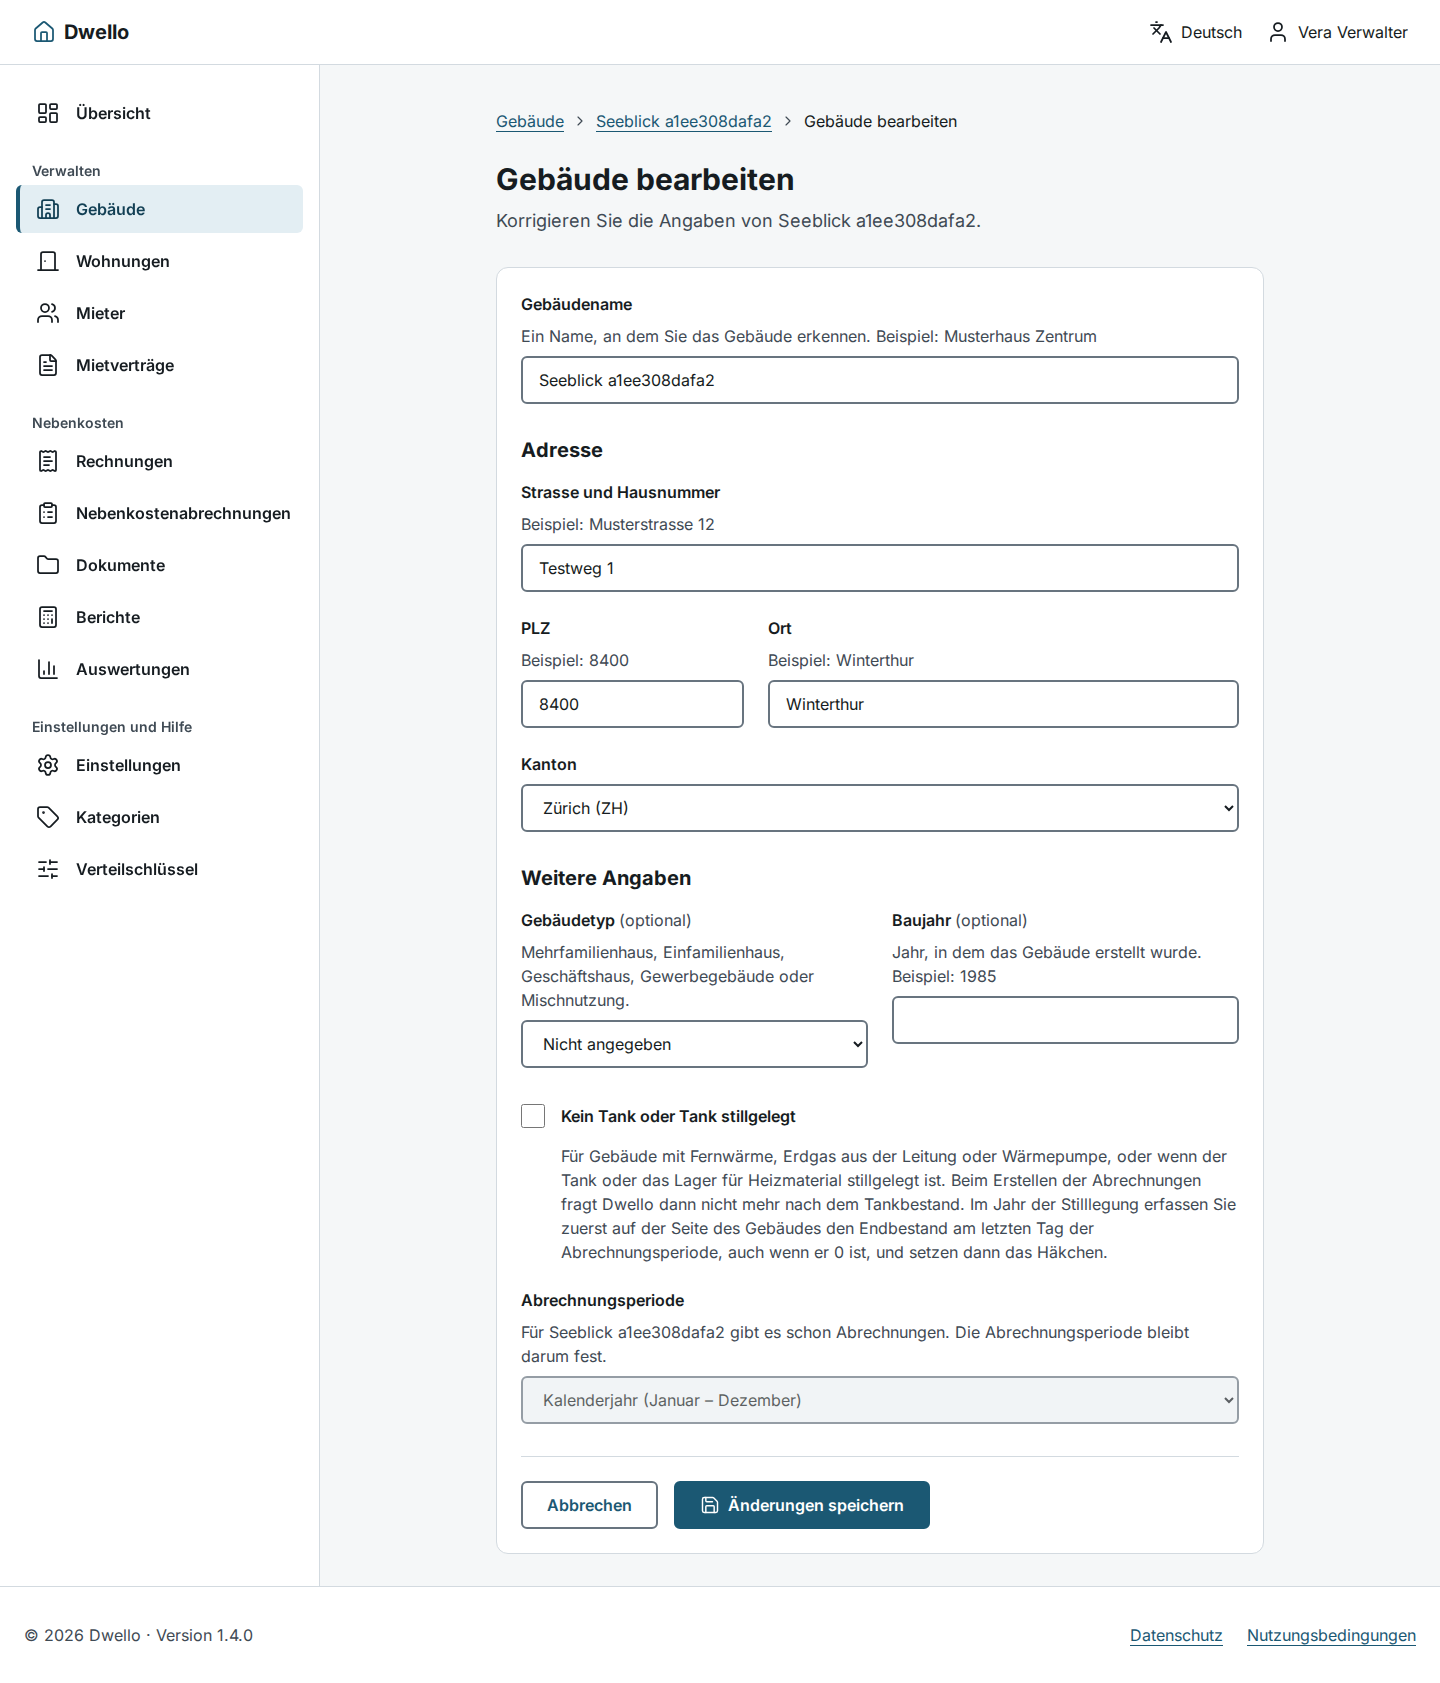 Dwello
Deutsch
Vera Verwalter
Übersicht
Verwalten
Gebäude
Wohnungen
Mieter
Mietverträge
Nebenkosten
Rechnungen
Nebenkostenabrechnungen
Dokumente
Berichte
Auswertungen
Einstellungen und Hilfe
Einstellungen
Kategorien
Verteilschlüssel
Gebäude > Seeblick a1ee308dafa2 > Gebäude bearbeiten
Gebäude bearbeiten
Korrigieren Sie die Angaben von Seeblick a1ee308dafa2.
Gebäudename
Ein Name, an dem Sie das Gebäude erkennen. Beispiel: Musterhaus Zentrum
Seeblick a1ee308dafa2
Adresse
Strasse und Hausnummer
Beispiel: Musterstrasse 12
Testweg 1
PLZ
Beispiel: 8400
8400
Ort
Beispiel: Winterthur
Winterthur
Kanton
Zürich (ZH)
Weitere Angaben
Gebäudetyp (optional)
Mehrfamilienhaus, Einfamilienhaus,
Geschäftshaus, Gewerbegebäude oder
Mischnutzung.
Nicht angegeben
Baujahr (optional)
Jahr, in dem das Gebäude erstellt wurde.
Beispiel: 1985
Kein Tank oder Tank stillgelegt
Für Gebäude mit Fernwärme, Erdgas aus der Leitung oder Wärmepumpe, oder wenn der
Tank oder das Lager für Heizmaterial stillgelegt ist. Beim Erstellen der Abrechnungen
fragt Dwello dann nicht mehr nach dem Tankbestand. Im Jahr der Stilllegung erfassen Sie
zuerst auf der Seite des Gebäudes den Endbestand am letzten Tag der
Abrechnungsperiode, auch wenn er 0 ist, und setzen dann das Häkchen.
Abrechnungsperiode
Für Seeblick a1ee308dafa2 gibt es schon Abrechnungen. Die Abrechnungsperiode bleibt
darum fest.
Kalenderjahr (Januar – Dezember)
Abbrechen
Änderungen speichern
© 2026 Dwello · Version 1.4.0
Datenschutz
Nutzungsbedingungen